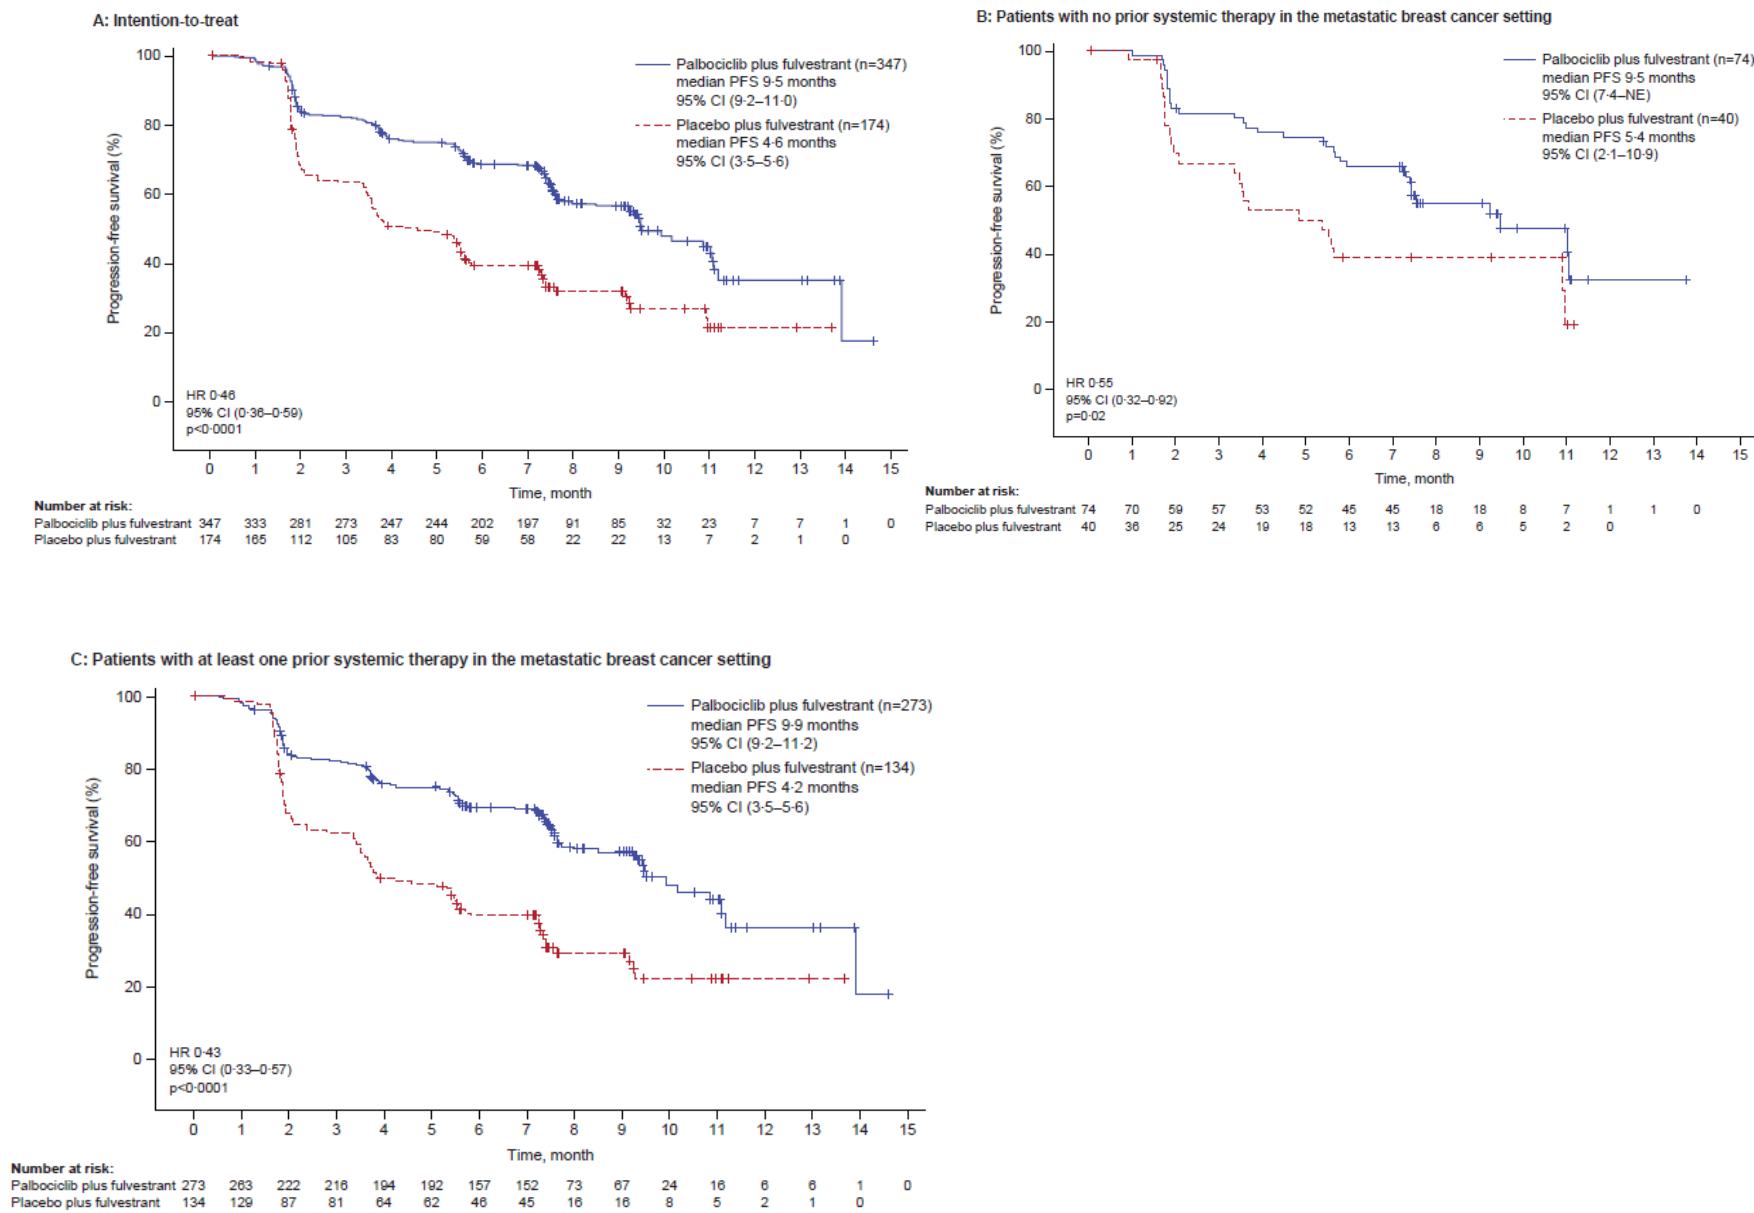 A: Intention-to-treat
Progression-free survival (%)
100
80
60
40
20
0
Palbociclib plus fulvestrant (n=347)
median PFS 9·5 months
95% CI (9·2–11·0)
Placebo plus fulvestrant (n=174)
median PFS 4·6 months
95% CI (3·5–5·6)
HR 0·46
95% CI (0·36–0·59)
p<0·0001
0 1 2 3 4 5 6 7 8 9 10 11 12 13 14 15
Time, month
Number at risk:
Palbociclib plus fulvestrant 347 333 281 273 247 244 202 197 91 85 32 23 7 7 1 0
Placebo plus fulvestrant 174 165 112 105 83 80 59 58 22 22 13 7 2 1 0
B: Patients with no prior systemic therapy in the metastatic breast cancer setting
Progression-free survival (%)
100
80
60
40
20
0
Palbociclib plus fulvestrant (n=74)
median PFS 9·5 months
95% CI (7·4–NE)
Placebo plus fulvestrant (n=40)
median PFS 5·4 months
95% CI (2·1–10·9)
HR 0·55
95% CI (0·32–0·92)
p=0·02
0 1 2 3 4 5 6 7 8 9 10 11 12 13 14 15
Time, month
Number at risk:
Palbociclib plus fulvestrant 74 70 59 57 53 52 45 45 18 18 8 7 1 1 0
Placebo plus fulvestrant 40 36 25 24 19 18 13 13 6 6 5 2 0
C: Patients with at least one prior systemic therapy in the metastatic breast cancer setting
Progression-free survival (%)
100
80
60
40
20
0
Palbociclib plus fulvestrant (n=273)
median PFS 9·9 months
95% CI (9·2–11·2)
Placebo plus fulvestrant (n=134)
median PFS 4·2 months
95% CI (3·5–5·6)
HR 0·43
95% CI (0·33–0·57)
p<0·0001
0 1 2 3 4 5 6 7 8 9 10 11 12 13 14 15
Time, month
Number at risk:
Palbociclib plus fulvestrant 273 263 222 216 194 192 157 152 73 67 24 16 6 6 1 0
Placebo plus fulvestrant 134 129 87 81 64 62 46 45 16 16 8 5 2 1 0